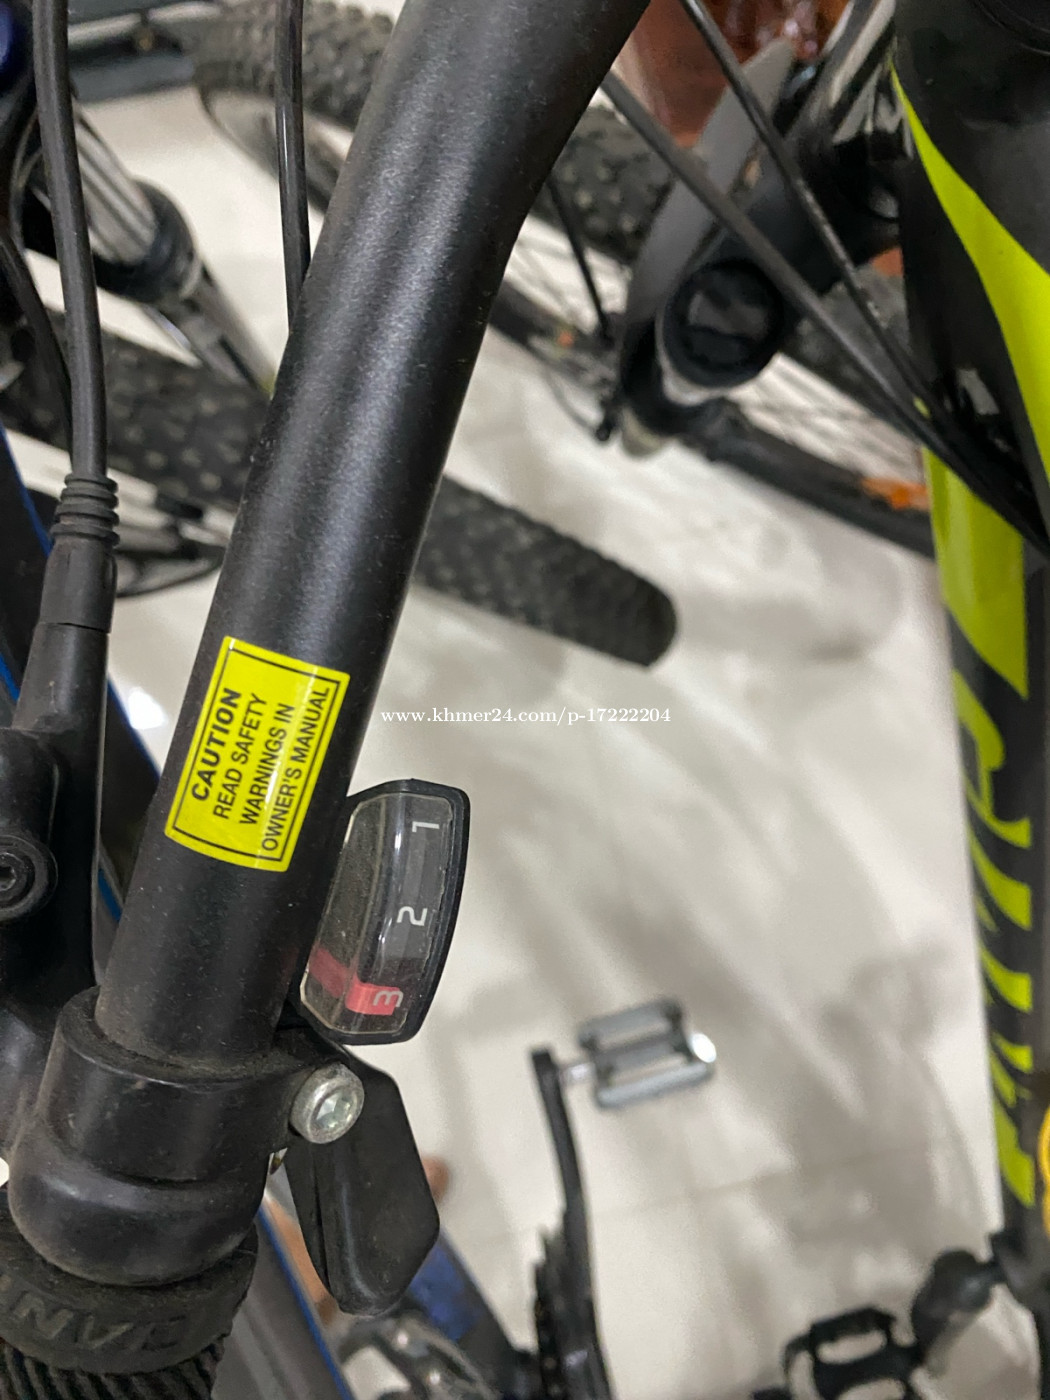 CAUTION
READ SAFETY
WARNINGS IN
OWNER'S MANUAL
www.khmer24.com/p-17222204
1
2
3